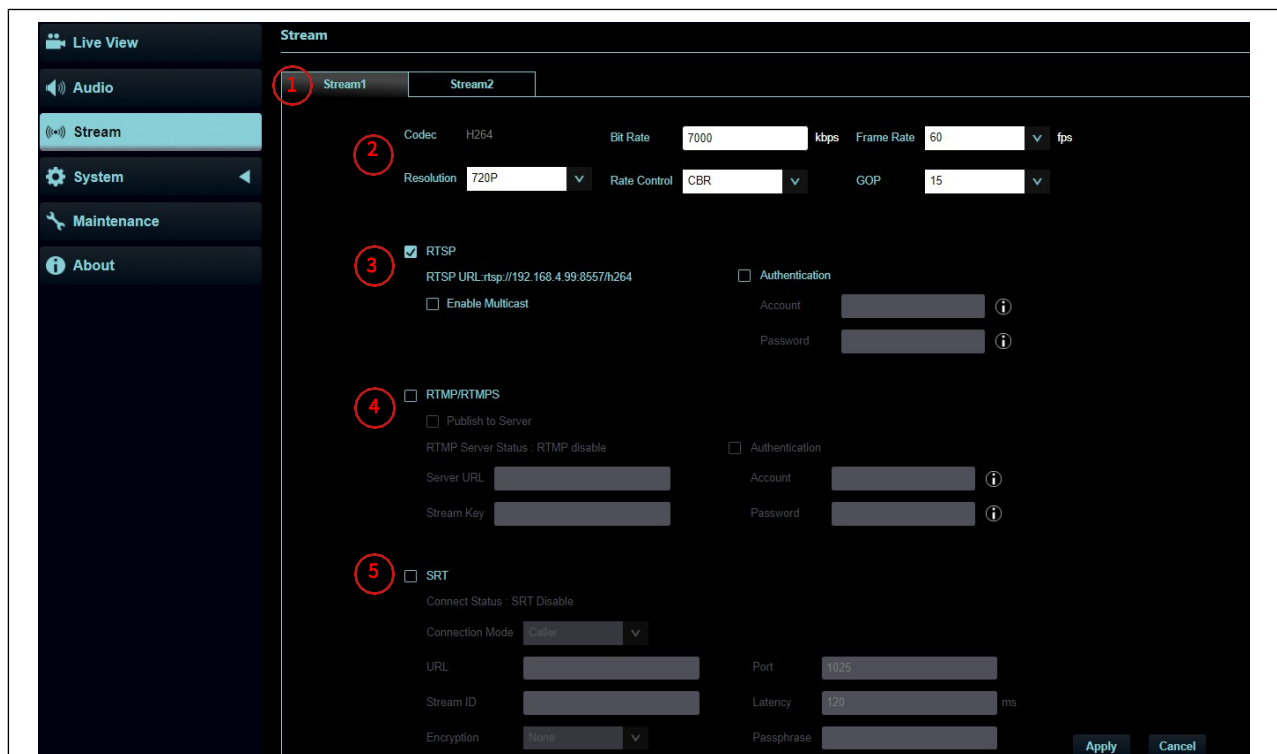 Live View
Audio
Stream
System
Maintenance
About
Stream
1 Stream1 Stream2
2
Codec H264 Bit Rate 7000 kbps Frame Rate 60 fps
Resolution 720P Rate Control CBR GOP 15
3
RTSP
RTSP URL:rtsp://192.168.4.99:8557/h264 Authentication
Enable Multicast Account
Password
4
RTMP/RTMPS
Publish to Server
RTMP Server Status : RTMP disable Authentication
Server URL Account
Stream Key Password
5
SRT
Connect Status : SRT Disable
Connection Mode Caller
URL Port 1025
Stream ID Latency 120 ms
Encryption None Passphrase
Apply Cancel